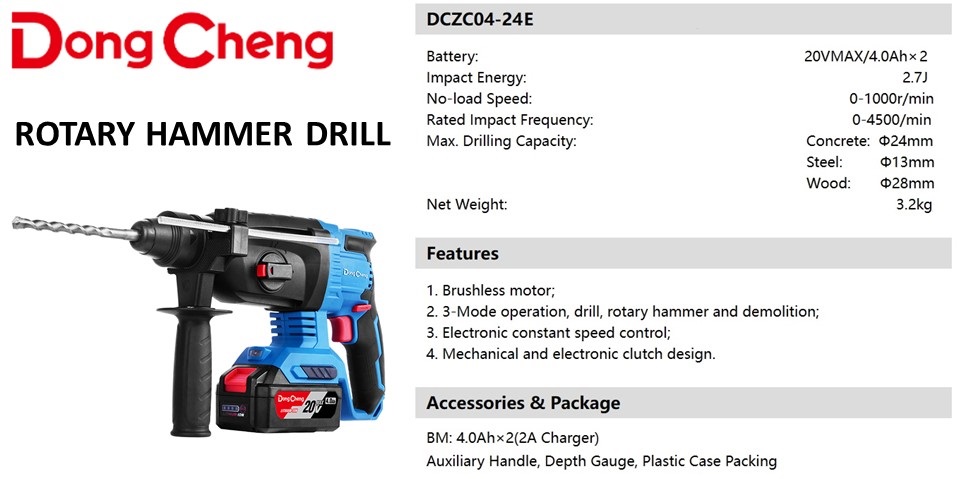 Dong Cheng
ROTARY HAMMER DRILL
Dong Cheng
DongCheng
20V
4.0Ah
DCZC04-24E
Battery: 20VMAX/4.0Ah×2
Impact Energy: 2.7J
No-load Speed: 0-1000r/min
Rated Impact Frequency: 0-4500/min
Max. Drilling Capacity: Concrete: Φ24mm
Steel: Φ13mm
Wood: Φ28mm
Net Weight: 3.2kg
Features
1. Brushless motor;
2. 3-Mode operation, drill, rotary hammer and demolition;
3. Electronic constant speed control;
4. Mechanical and electronic clutch design.
Accessories & Package
BM: 4.0Ah×2(2A Charger)
Auxiliary Handle, Depth Gauge, Plastic Case Packing